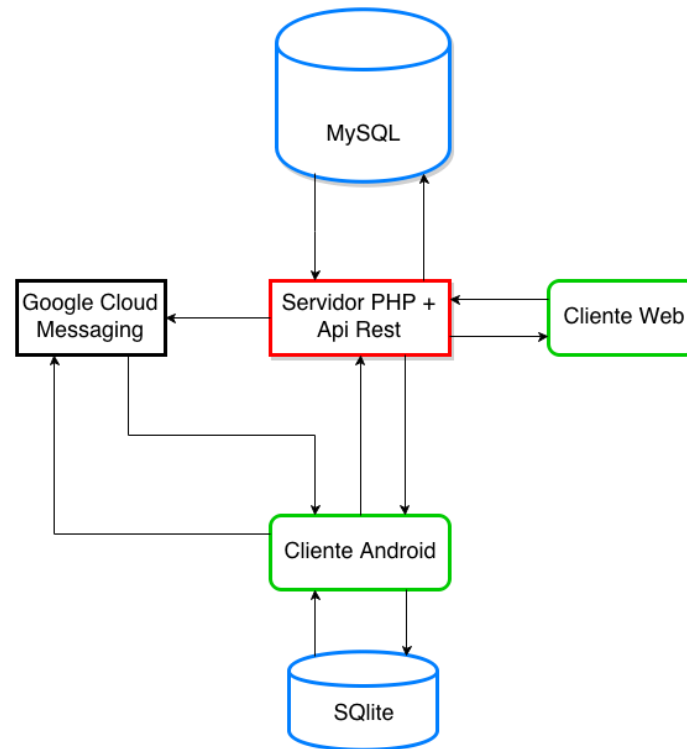 MySQL
Google Cloud
Messaging
Servidor PHP +
Api Rest
Cliente Web
Cliente Android
SQlite